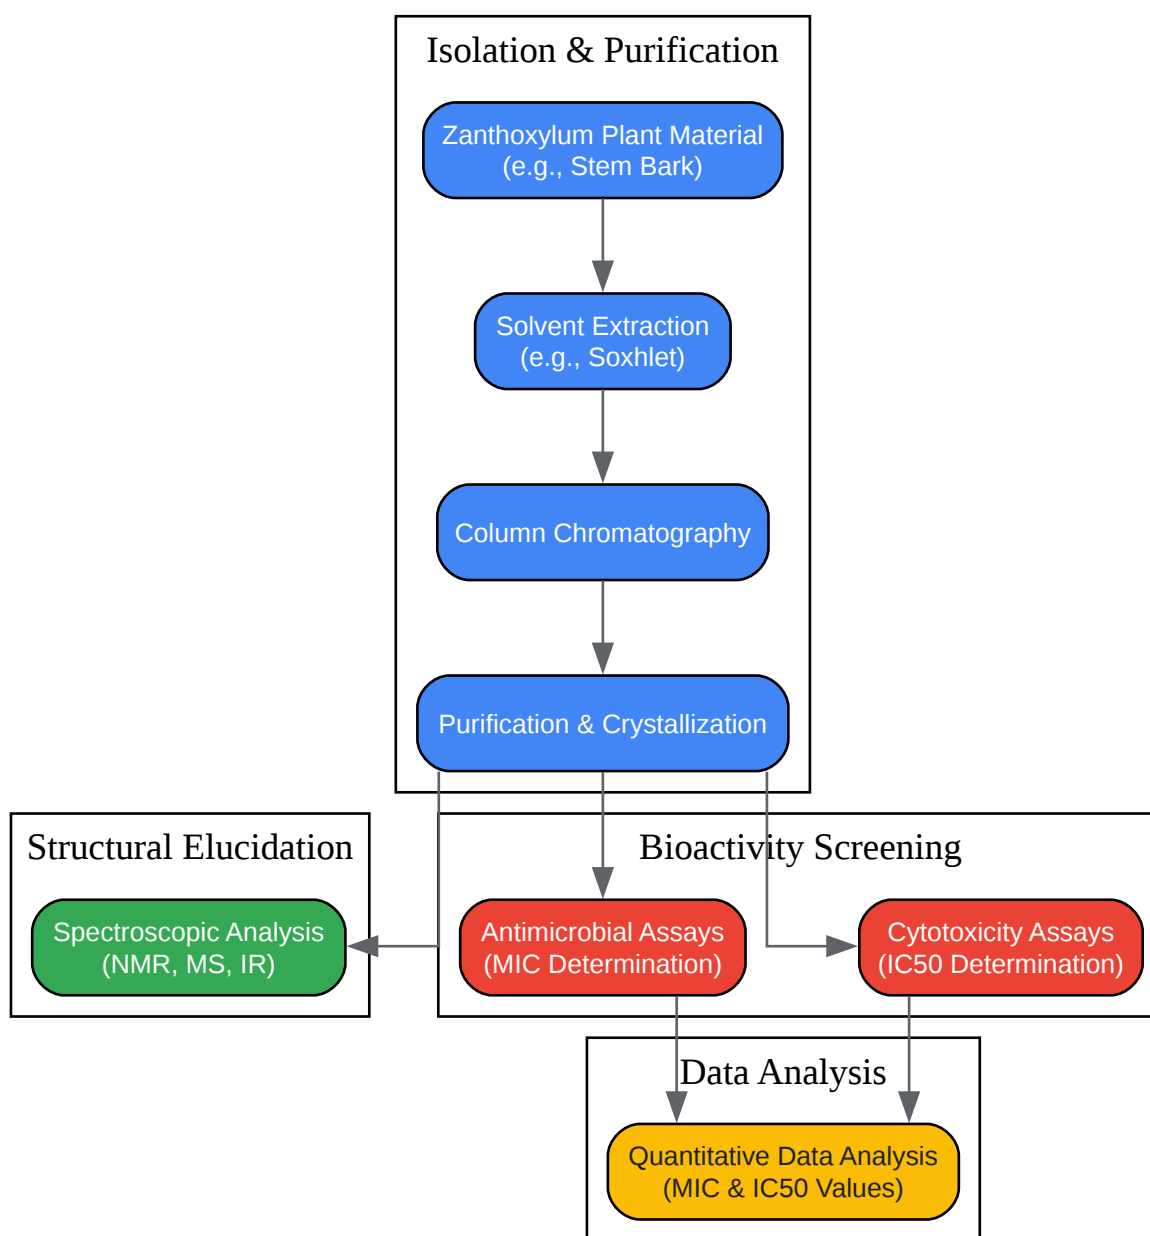 Isolation & Purification
Zanthoxylum Plant Material
(e.g., Stem Bark)
Solvent Extraction
(e.g., Soxhlet)
Column Chromatography
Purification & Crystallization
Structural Elucidation
Spectroscopic Analysis
(NMR, MS, IR)
Bioactivity Screening
Antimicrobial Assays
(MIC Determination)
Cytotoxicity Assays
(IC50 Determination)
Data Analysis
Quantitative Data Analysis
(MIC & IC50 Values)